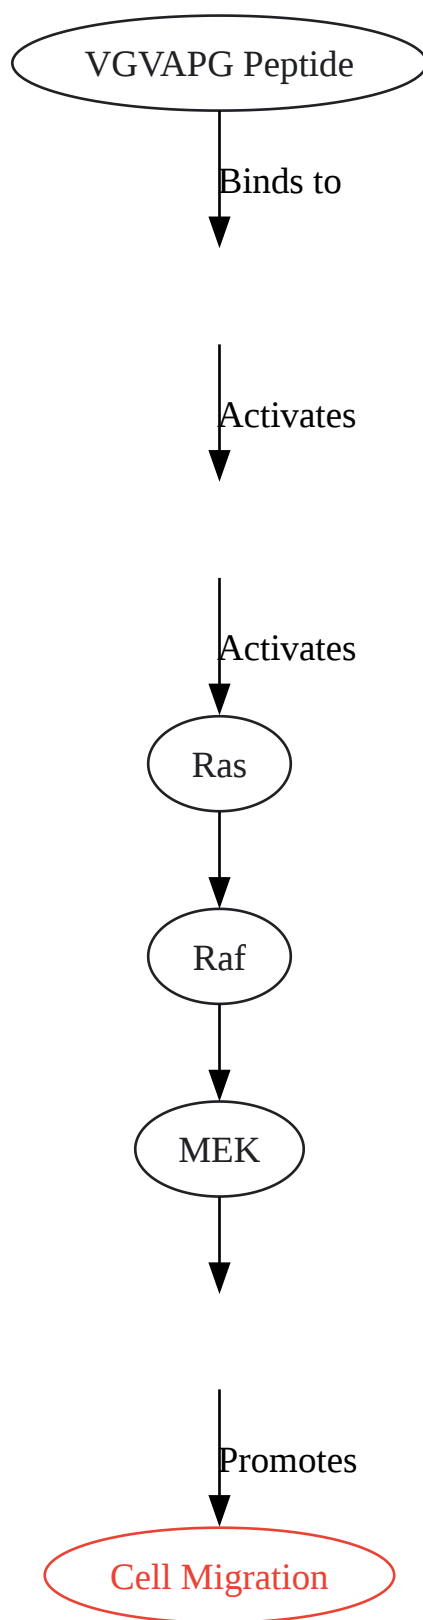 VGVAPG Peptide
Binds to
Activates
Activates
Ras
Raf
MEK
Promotes
Cell Migration